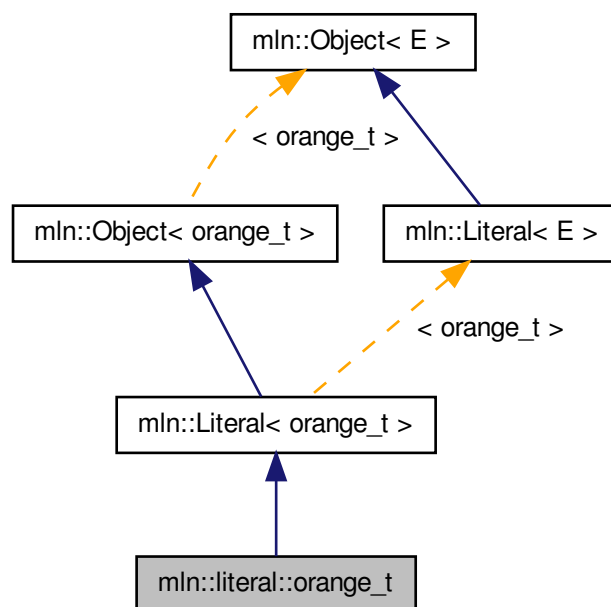 mln::Object< E >
< orange_t >
mln::Object< orange_t >
mln::Literal< E >
< orange_t >
mln::Literal< orange_t >
mln::literal::orange_t